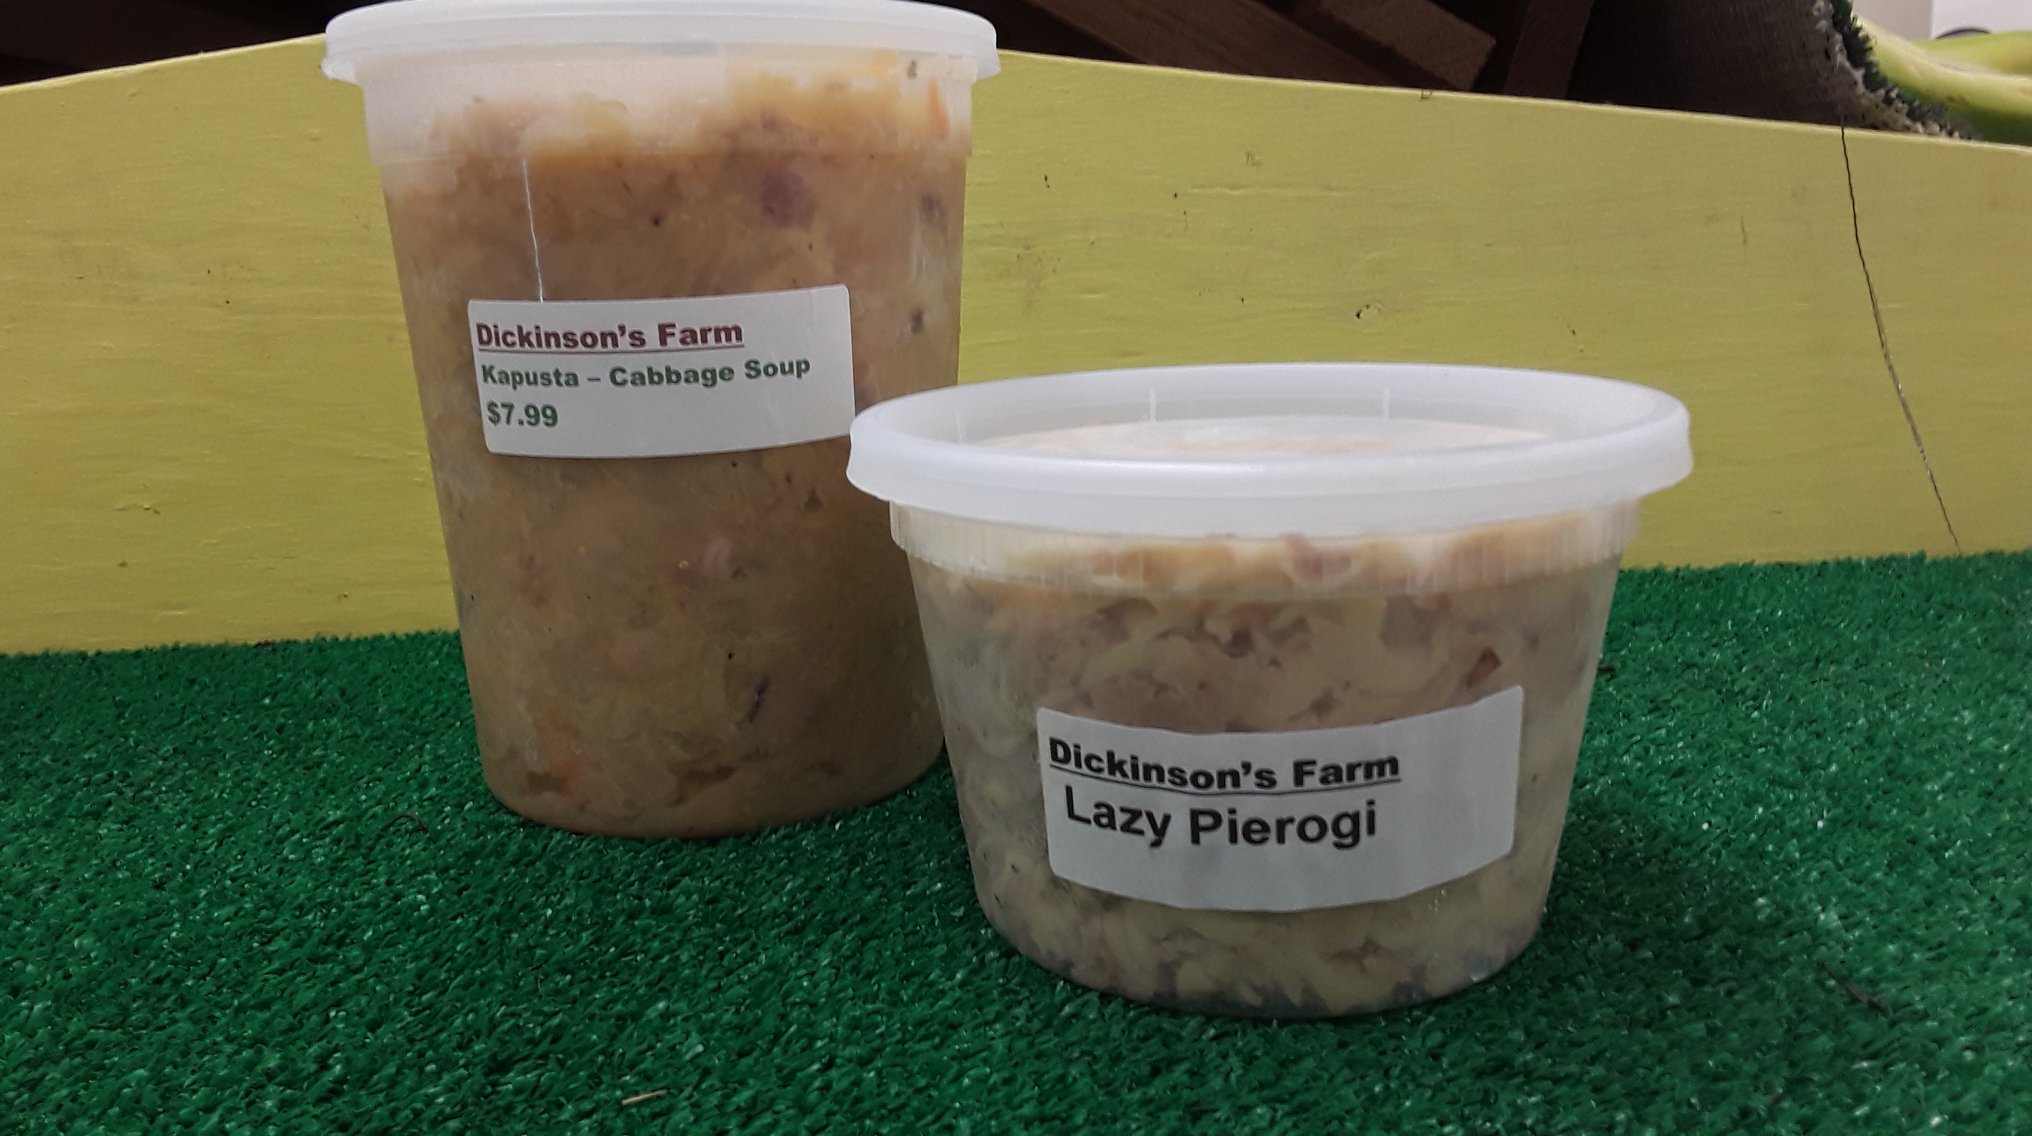 Dickinson's Farm
Kapusta – Cabbage Soup
$7.99
Dickinson's Farm
Lazy Pierogi